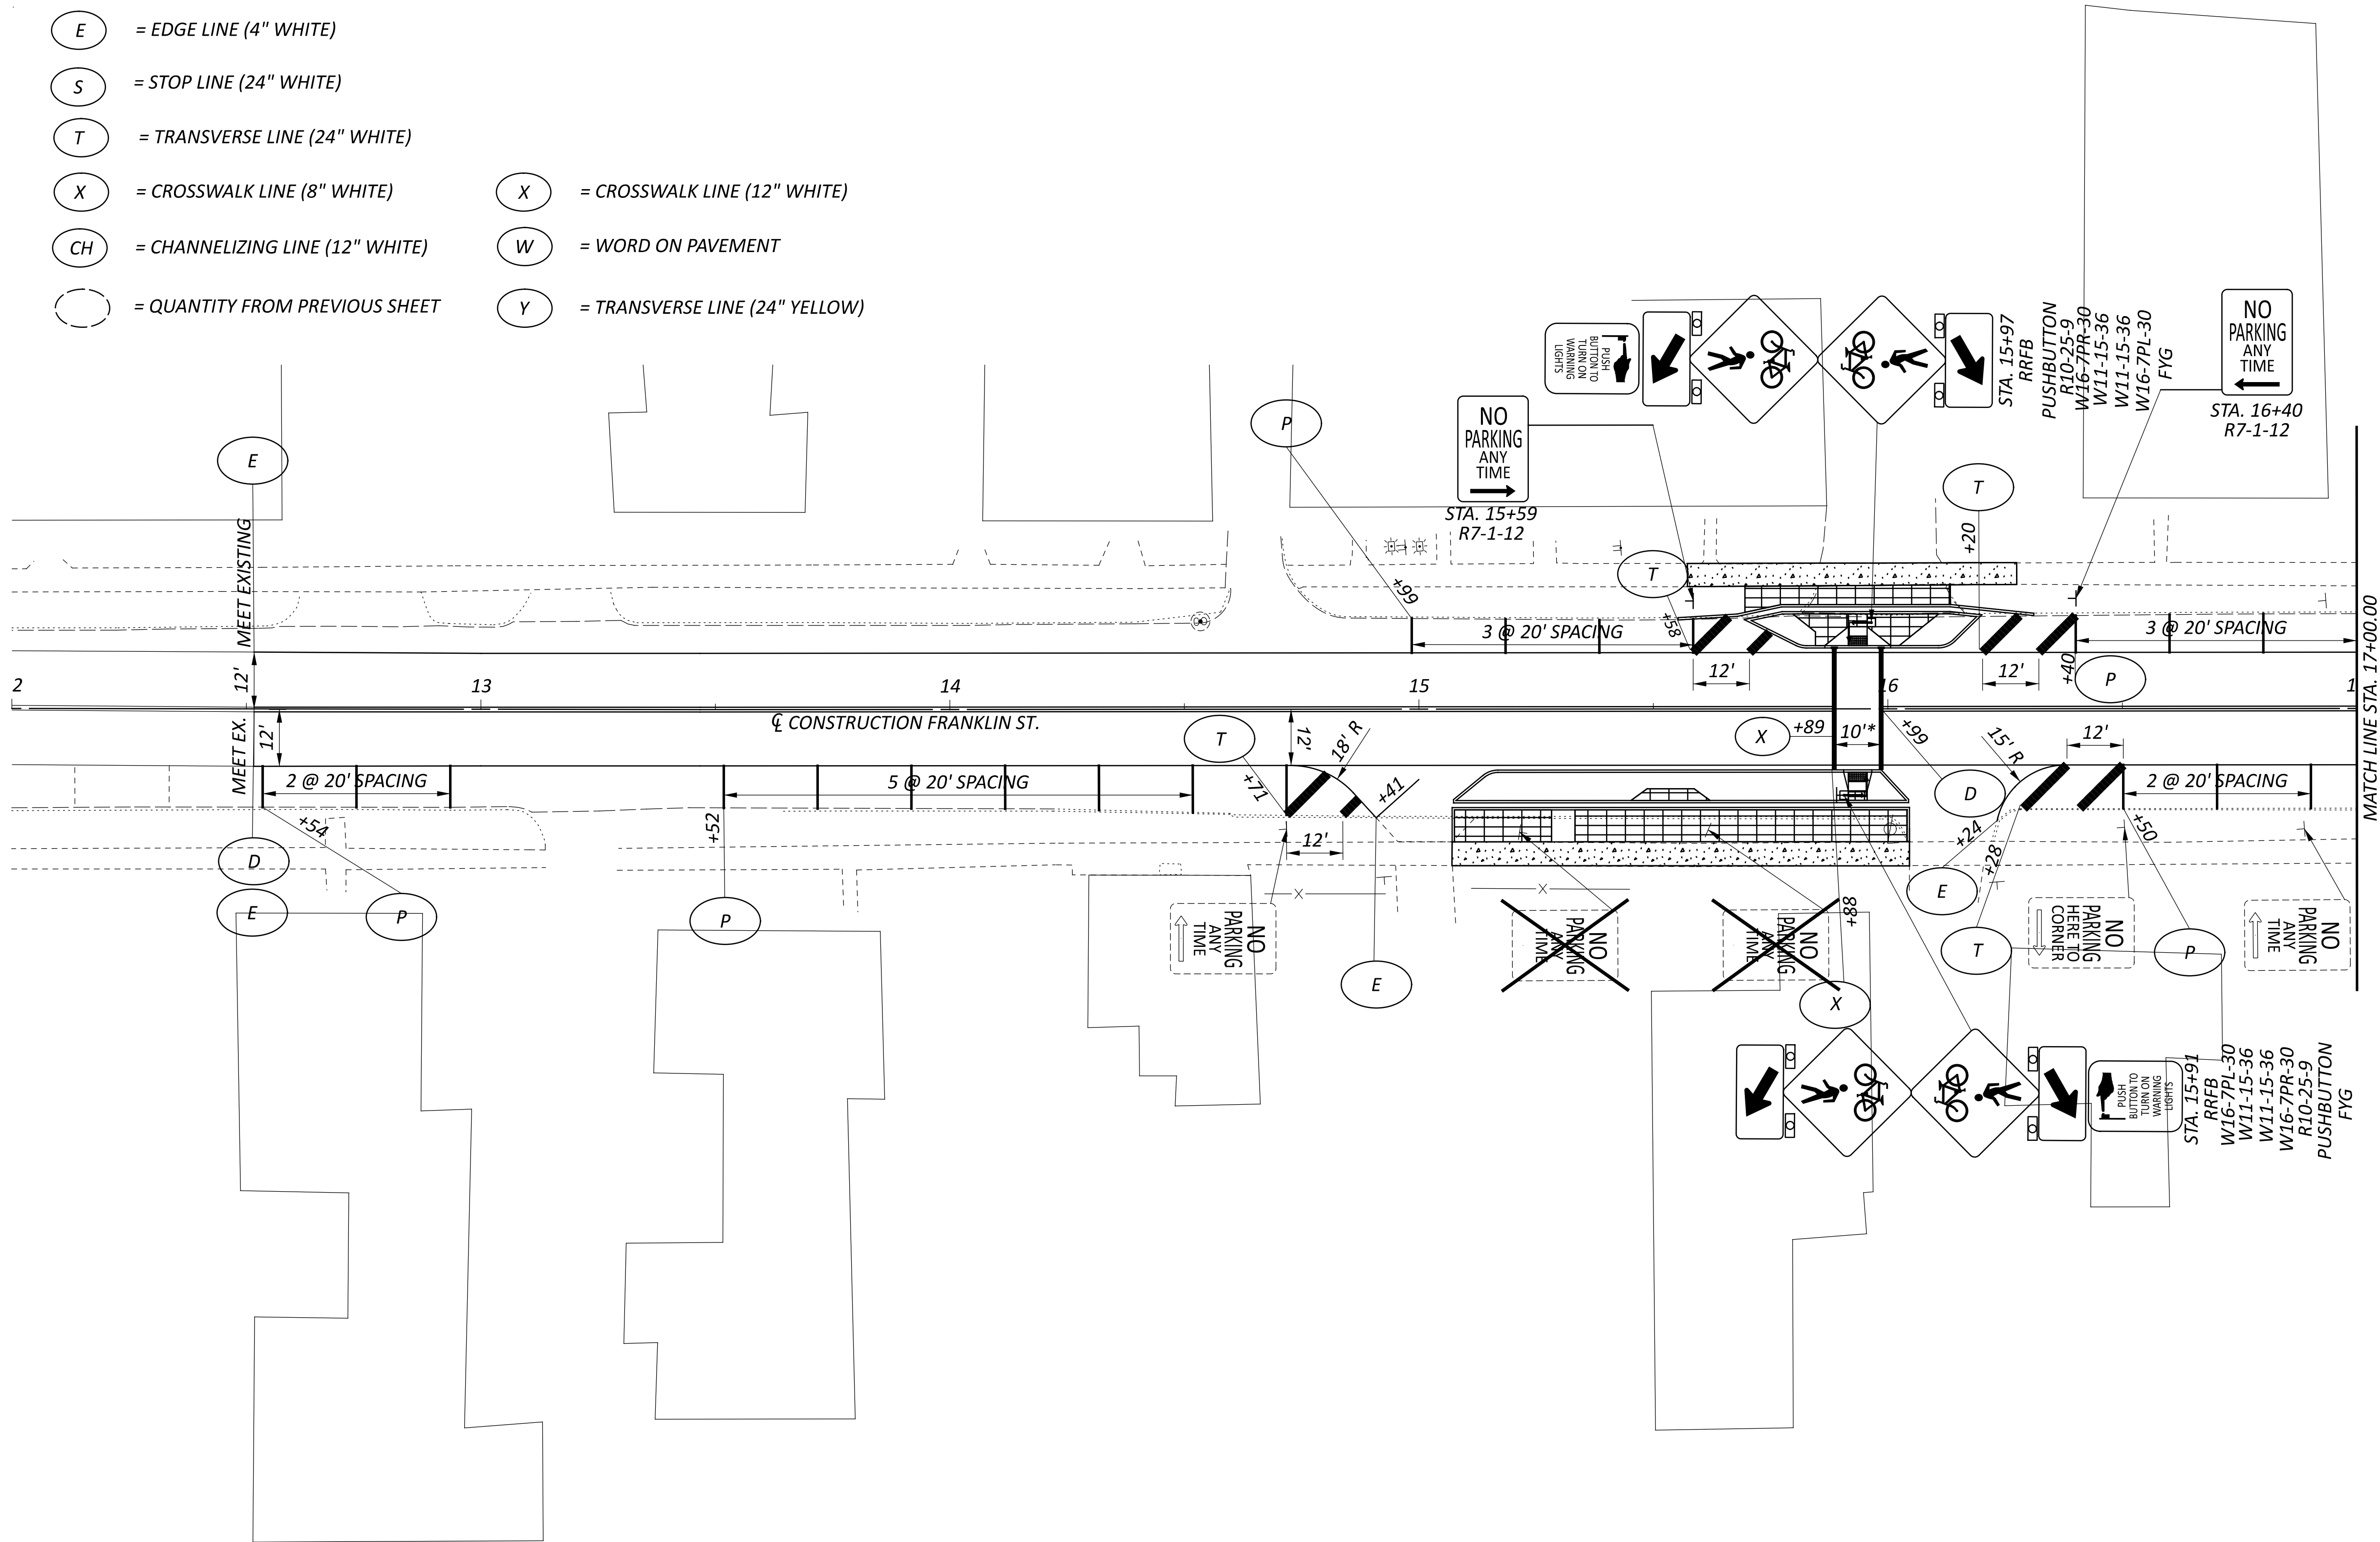 E = EDGE LINE (4" WHITE)
S = STOP LINE (24" WHITE)
T = TRANSVERSE LINE (24" WHITE)
X = CROSSWALK LINE (8" WHITE)
X = CROSSWALK LINE (12" WHITE)
CH = CHANNELIZING LINE (12" WHITE)
W = WORD ON PAVEMENT
= QUANTITY FROM PREVIOUS SHEET
Y = TRANSVERSE LINE (24" YELLOW)
PUSH
BUTTON TO
TURN ON
WARNING
LIGHTS
STA. 15+97
RRFB
PUSHBUTTON
R10-25-9
W16-7PR-30
W11-15-36
W11-15-36
W16-7PL-30
FYG
NO
PARKING
ANY
TIME
STA. 16+40
R7-1-12
NO
PARKING
ANY
TIME
STA. 15+59
R7-1-12
E
P
T
T
MEET EXISTING
+99
+58
+20
3 @ 20' SPACING
3 @ 20' SPACING
12'
12'
12'
+40
P
2
13
14
15
16
1
MATCH LINE STA. 17+00.00
℄ CONSTRUCTION FRANKLIN ST.
MEET EX.
12'
T
12'
18' R
X
+89
10'*
+99
15' R
12'
2 @ 20' SPACING
5 @ 20' SPACING
+71
+41
D
2 @ 20' SPACING
+54
+52
12'
+24
+28
+50
D
E
P
P
E
E
X
+88
T
P
NO
PARKING
ANY
TIME
NO
PARKING
ANY
TIME
NO
PARKING
ANY
TIME
NO
PARKING
HERE TO
CORNER
NO
PARKING
ANY
TIME
X
X
PUSH
BUTTON TO
TURN ON
WARNING
LIGHTS
STA. 15+91
RRFB
W16-7PL-30
W11-15-36
W11-15-36
W16-7PR-30
R10-25-9
PUSHBUTTON
FYG